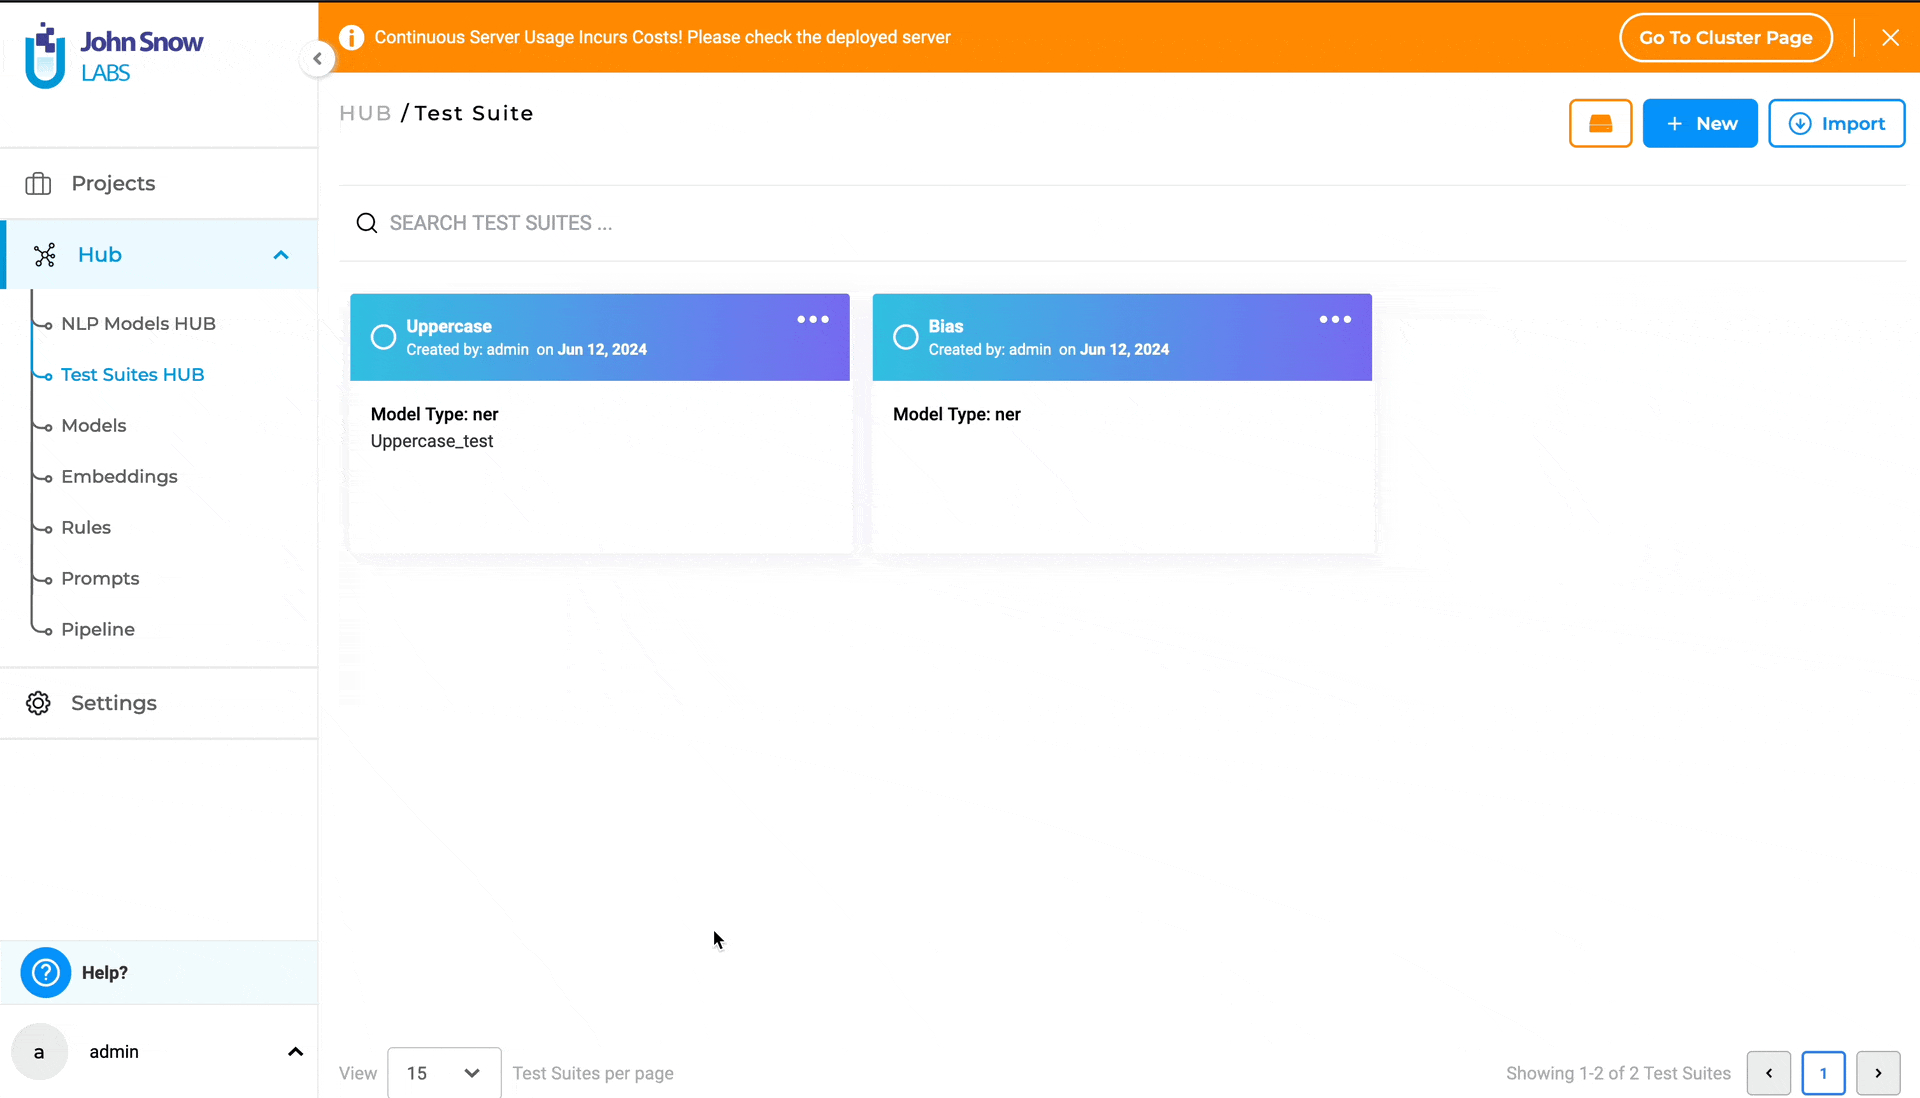 John Snow
LABS
Continuous Server Usage Incurs Costs! Please check the deployed server
Go To Cluster Page
HUB / Test Suite
+ New
Import
Projects
SEARCH TEST SUITES ...
Hub
NLP Models HUB
Test Suites HUB
Models
Embeddings
Rules
Prompts
Pipeline
Settings
Uppercase
Created by: admin on Jun 12, 2024
Model Type: ner
Uppercase_test
Bias
Created by: admin on Jun 12, 2024
Model Type: ner
Help?
a admin
View 15 Test Suites per page
Showing 1-2 of 2 Test Suites
1